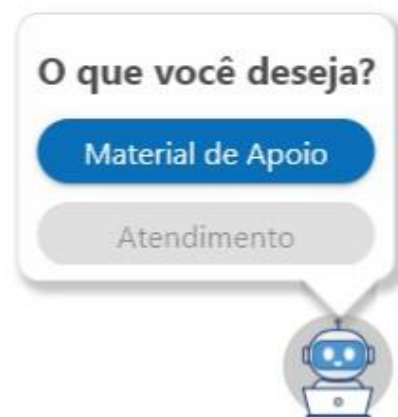 O que você deseja?
Material de Apoio
Atendimento